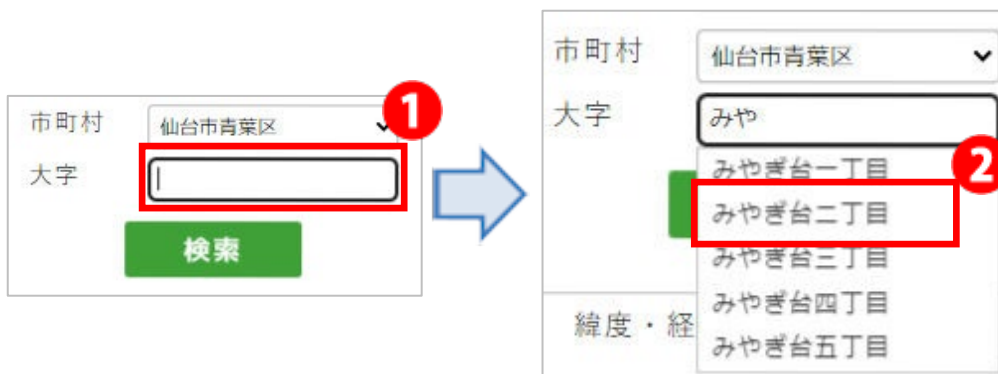 市町村 仙台市青葉区
1
大字
検索
市町村 仙台市青葉区
大字 みや
2
みやぎ台一丁目
みやぎ台二丁目
みやぎ台三丁目
みやぎ台四丁目
みやぎ台五丁目
緯度・経